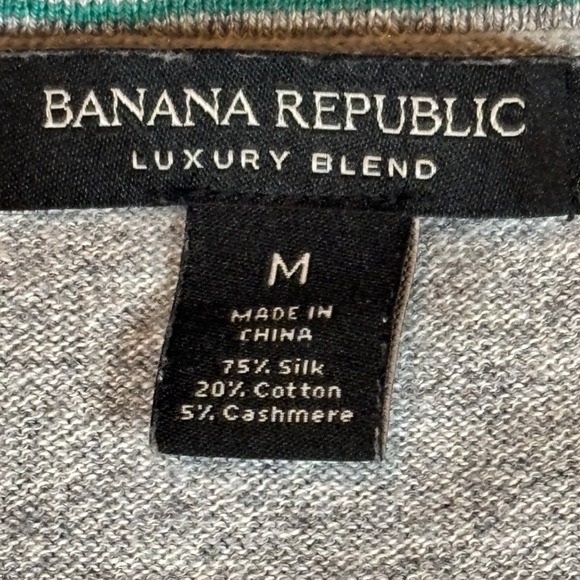 BANANA REPUBLIC
LUXURY BLEND
M
MADE IN
CHINA
75% Silk
20% Cotton
5% Cashmere